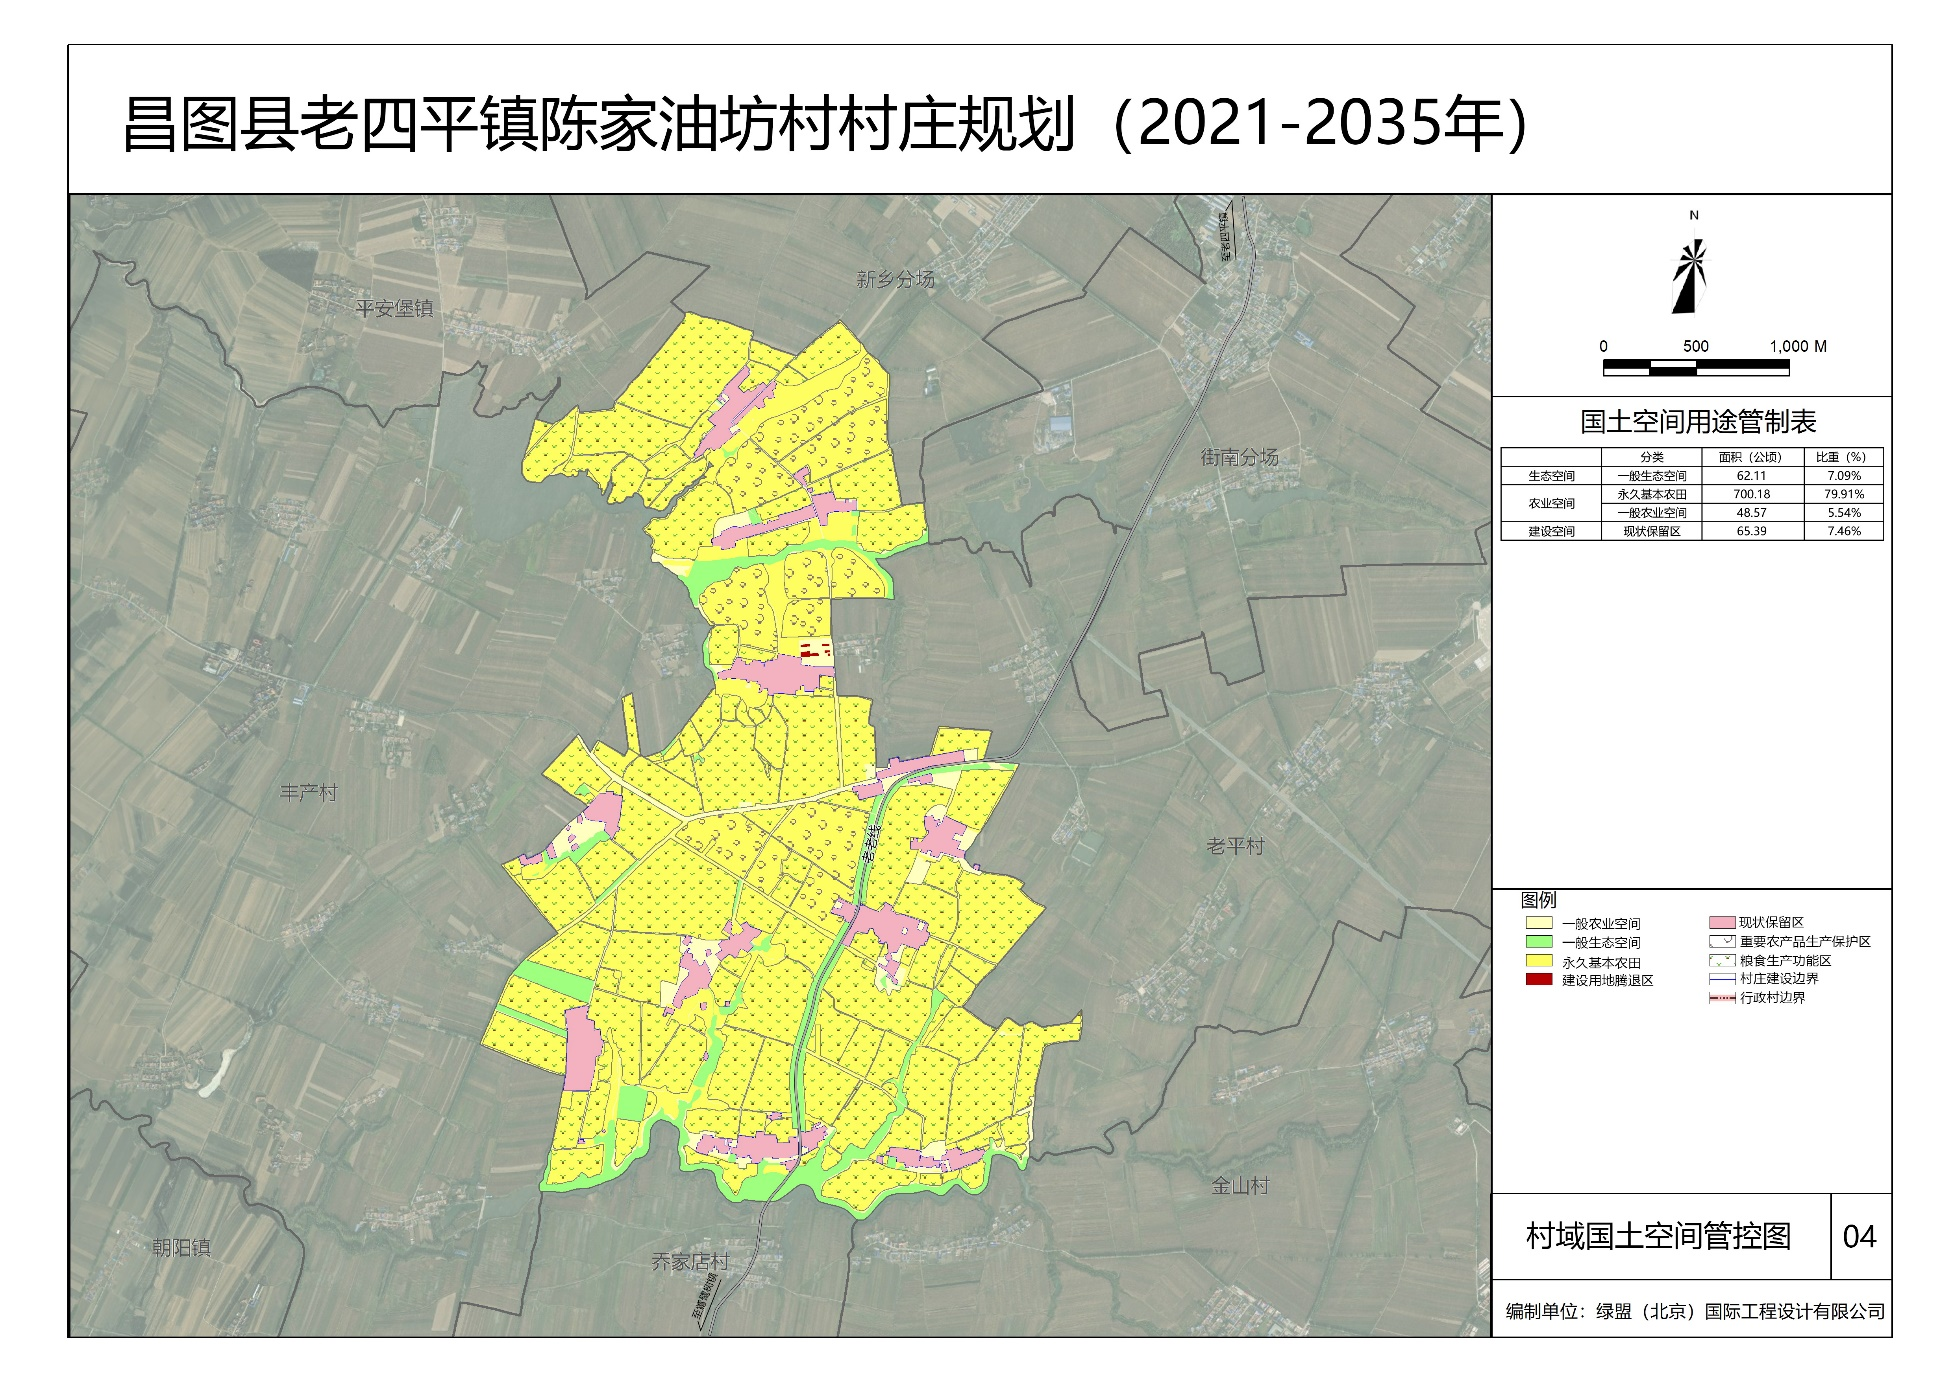 昌图县老四平镇陈家油坊村村庄规划（2021-2035年）
平安堡镇
新乡分场
至老四平镇
街南分场
丰产村
老平村
老老线
金山村
朝阳镇
乔家店村
N
0 500 1,000 M
国土空间用途管制表
分类 面积（公顷） 比重（%）
生态空间 一般生态空间 62.11 7.09%
农业空间 永久基本农田 700.18 79.91%
一般农业空间 48.57 5.54%
建设空间 现状保留区 65.39 7.46%
图例
一般农业空间 现状保留区
一般生态空间 重要农产品生产保护区
永久基本农田 粮食生产功能区
建设用地腾退区 村庄建设边界
行政村边界
村域国土空间管控图 04
编制单位：绿盟（北京）国际工程设计有限公司